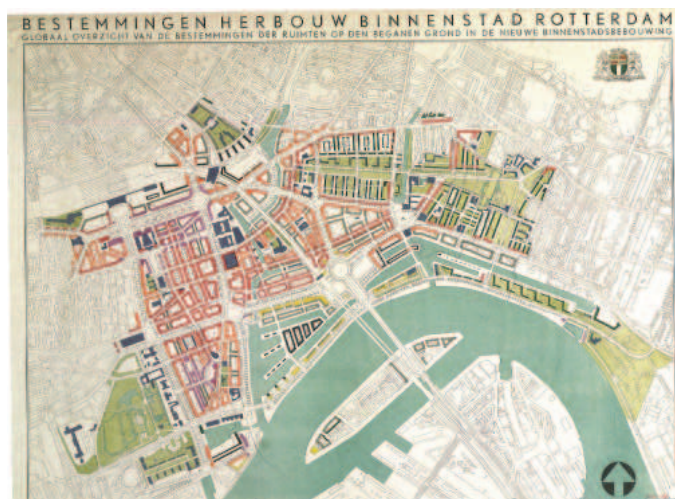 BESTEMMINGEN HERBOUW BINNENSTAD ROTTERDAM
GLOBAAL OVERZICHT VAN DE BESTEMMINGEN DER RUIMTEN OP DEN BEGANEN GROND IN DE NIEUWE BINNENSTADSBEBOUWING